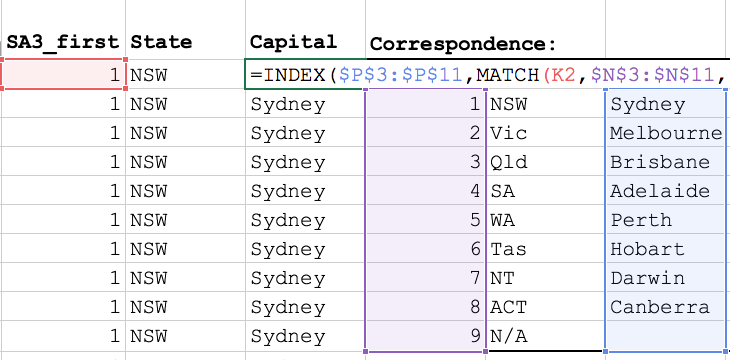 SA3_first State Capital Correspondence:
1 NSW =INDEX($P$3:$P$11,MATCH(K2,$N$3:$N$11,
1 NSW Sydney 1 NSW Sydney
1 NSW Sydney 2 Vic Melbourne
1 NSW Sydney 3 Qld Brisbane
1 NSW Sydney 4 SA Adelaide
1 NSW Sydney 5 WA Perth
1 NSW Sydney 6 Tas Hobart
1 NSW Sydney 7 NT Darwin
1 NSW Sydney 8 ACT Canberra
1 NSW Sydney 9 N/A